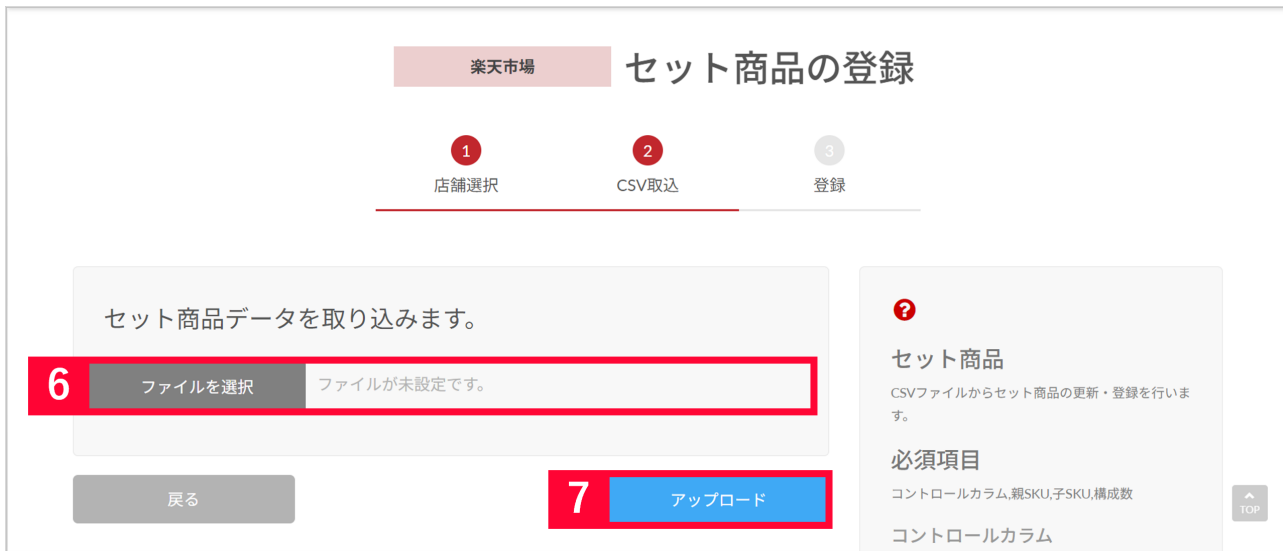 楽天市場 セット商品の登録
1 2 3
店舗選択 CSV取込 登録
セット商品データを取り込みます。
6 ファイルを選択 ファイルが未設定です。
戻る 7 アップロード
?
セット商品
CSVファイルからセット商品の更新・登録を行いま
す。
必須項目
コントロールカラム,親SKU,子SKU,構成数
コントロールカラム
TOP